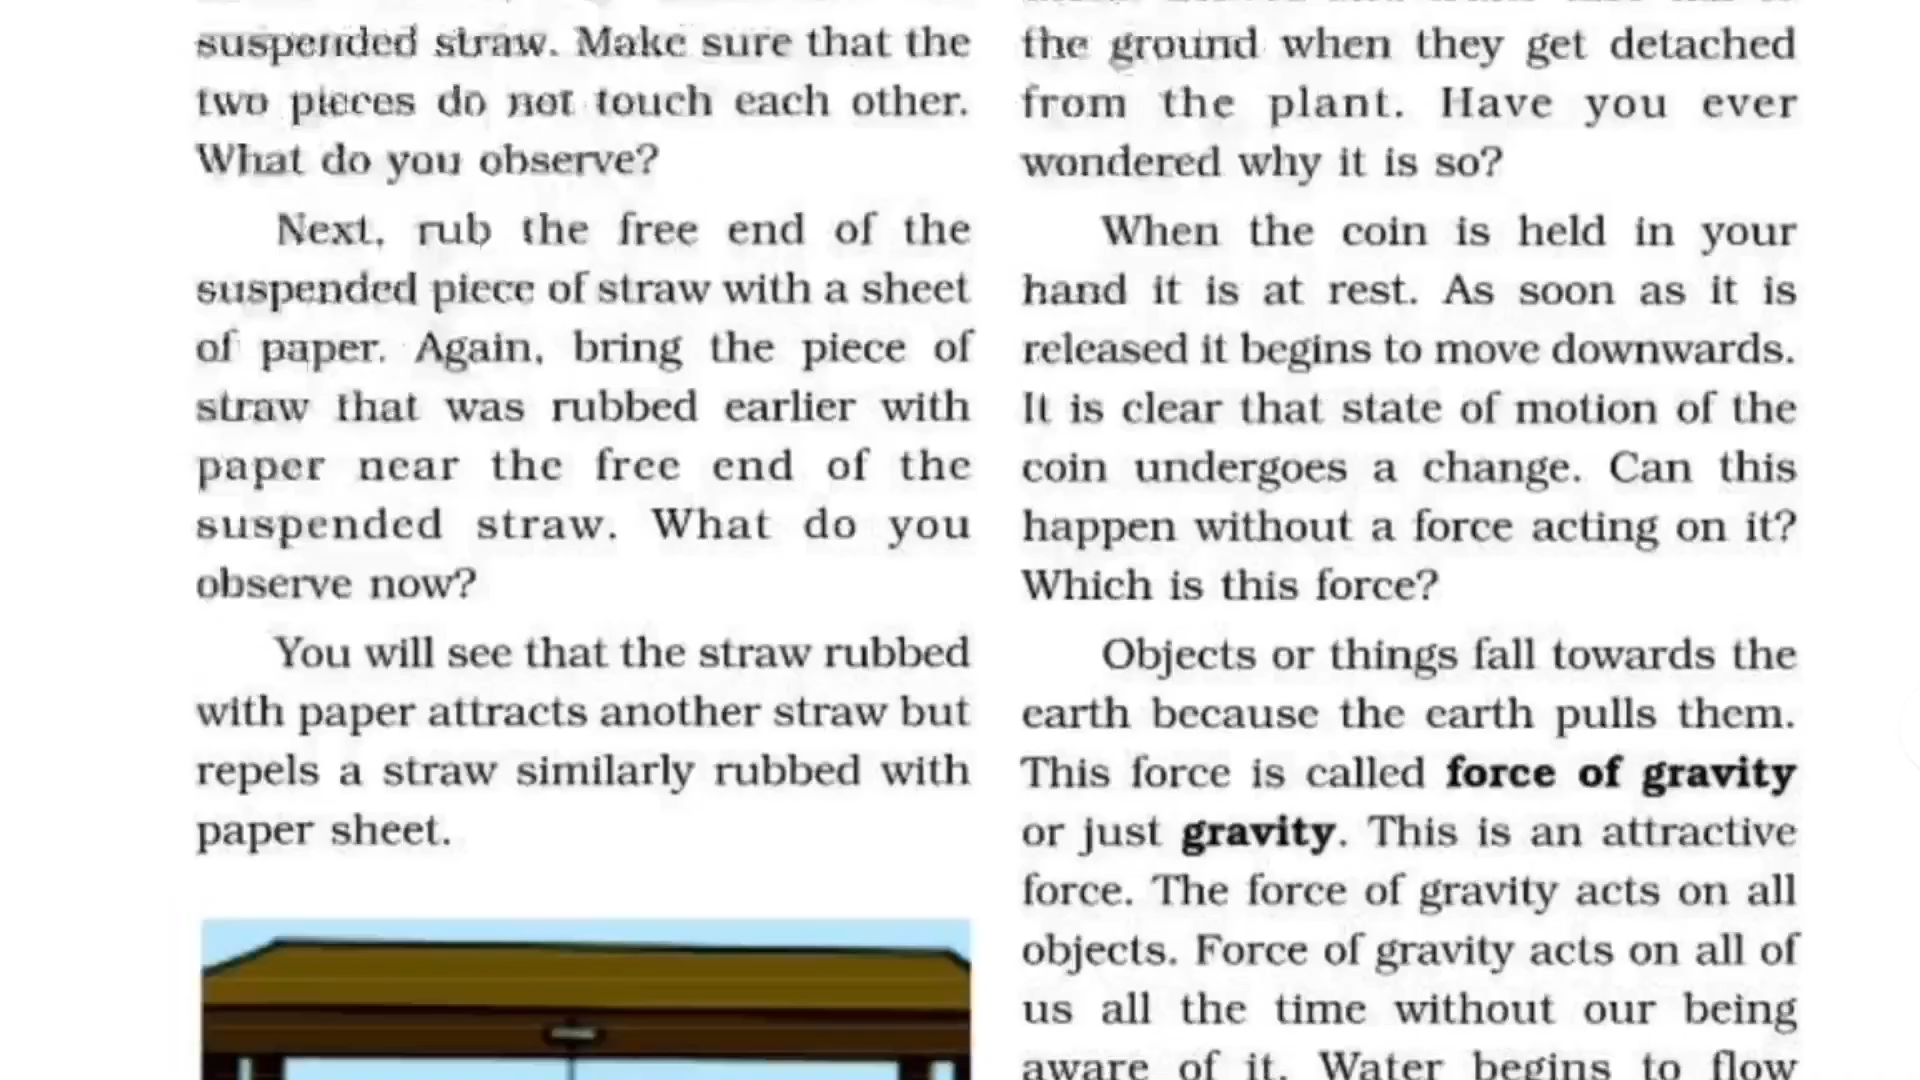 suspended straw. Make sure that the
two pieces do not touch each other.
What do you observe?
Next, rub the free end of the
suspended piece of straw with a sheet
of paper. Again, bring the piece of
straw that was rubbed earlier with
paper near the free end of the
suspended straw. What do you
observe now?
You will see that the straw rubbed
with paper attracts another straw but
repels a straw similarly rubbed with
paper sheet.
the ground when they get detached
from the plant. Have you ever
wondered why it is so?
When the coin is held in your
hand it is at rest. As soon as it is
released it begins to move downwards.
It is clear that state of motion of the
coin undergoes a change. Can this
happen without a force acting on it?
Which is this force?
Objects or things fall towards the
earth because the earth pulls them.
This force is called force of gravity
or just gravity. This is an attractive
force. The force of gravity acts on all
objects. Force of gravity acts on all of
us all the time without our being
aware of it. Water begins to flow